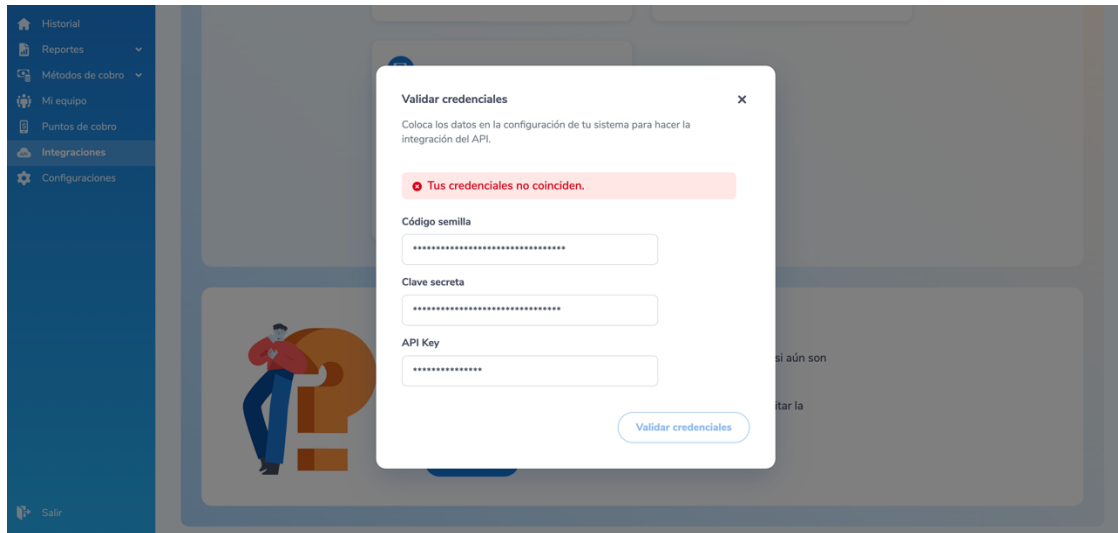 Historial
Reportes
Métodos de cobro
Mi equipo
Puntos de cobro
Integraciones
Configuraciones
Salir
Validar credenciales
Coloca los datos en la configuración de tu sistema para hacer la
integración del API.
Tus credenciales no coinciden.
Código semilla
*********************************
Clave secreta
********************************
API Key
***************
Validar credenciales
si aún son
itar la